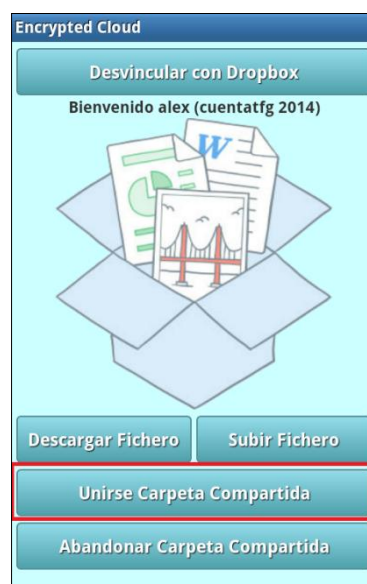 Encrypted Cloud
Desvincular con Dropbox
Bienvenido alex (cuentatfg 2014)
W
Descargar Fichero
Subir Fichero
Unirse Carpeta Compartida
Abandonar Carpeta Compartida